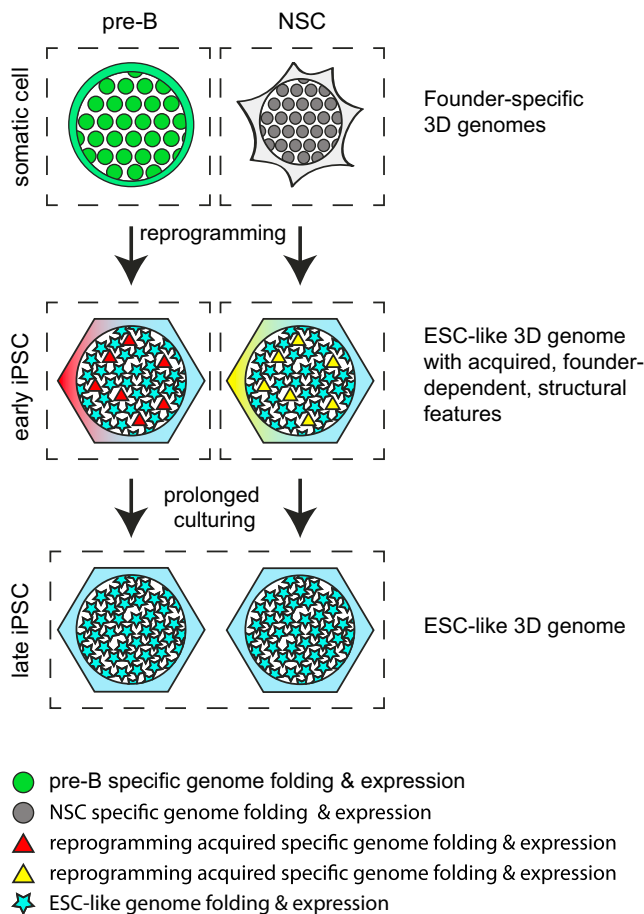 pre-B
NSC
somatic cell
Founder-specific
3D genomes
reprogramming
early iPSC
ESC-like 3D genome
with acquired, founder-
dependent, structural
features
prolonged
culturing
late iPSC
ESC-like 3D genome
pre-B specific genome folding & expression
NSC specific genome folding & expression
reprogramming acquired specific genome folding & expression
reprogramming acquired specific genome folding & expression
ESC-like genome folding & expression